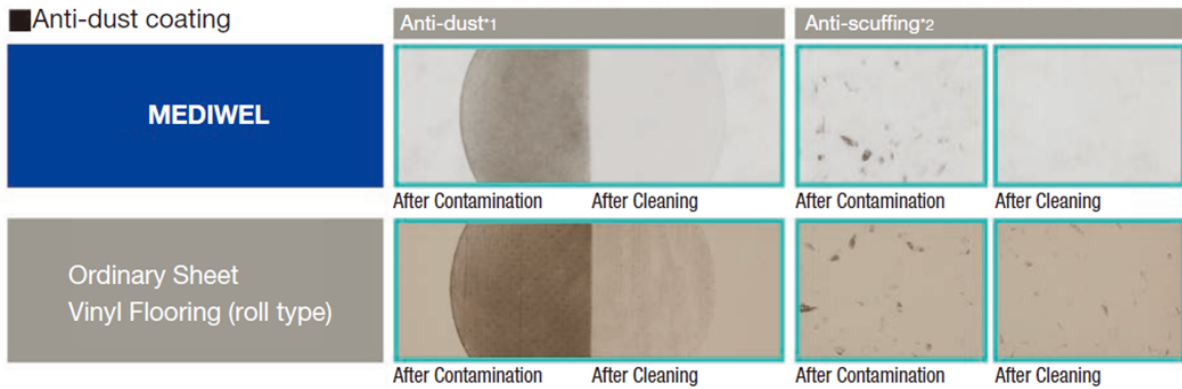 ■Anti-dust coating
Anti-dust*1
Anti-scuffing*2
MEDIWEL
After Contamination
After Cleaning
After Contamination
After Cleaning
Ordinary Sheet
Vinyl Flooring (roll type)
After Contamination
After Cleaning
After Contamination
After Cleaning